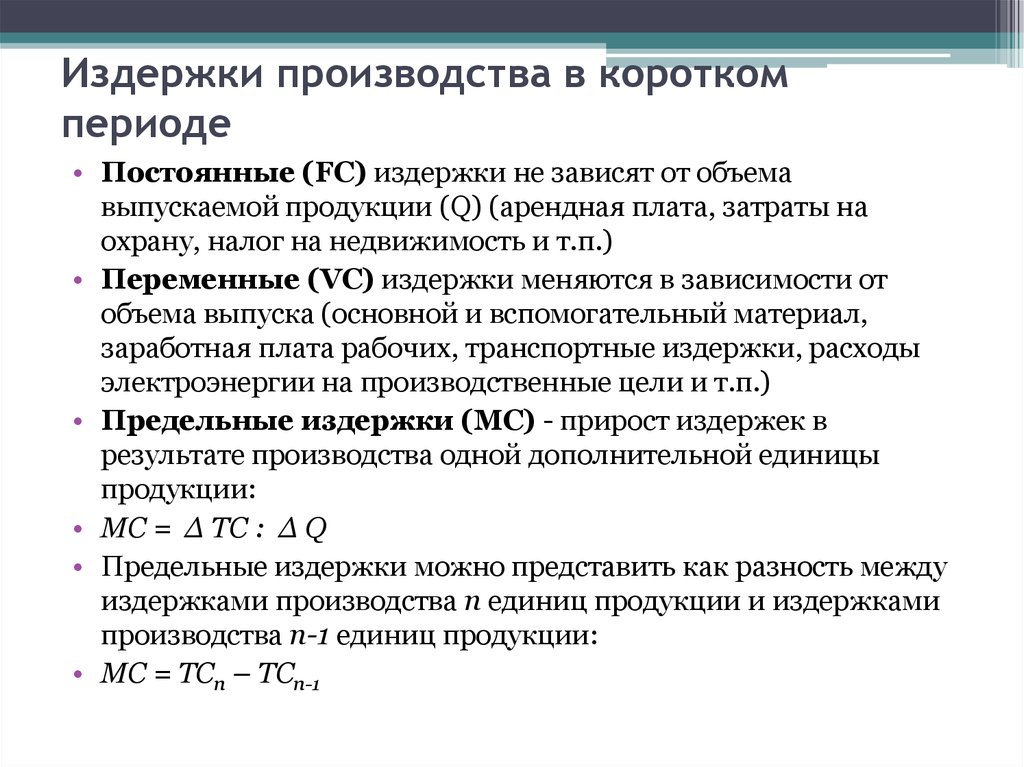 Издержки производства в коротком
периоде
• Постоянные (FC) издержки не зависят от объема
выпускаемой продукции (Q) (арендная плата, затраты на
охрану, налог на недвижимость и т.п.)
• Переменные (VC) издержки меняются в зависимости от
объема выпуска (основной и вспомогательный материал,
заработная плата рабочих, транспортные издержки, расходы
электроэнергии на производственные цели и т.п.)
• Предельные издержки (MC) - прирост издержек в
результате производства одной дополнительной единицы
продукции:
• MC = Δ TC : Δ Q
• Предельные издержки можно представить как разность между
издержками производства n единиц продукции и издержками
производства n-1 единиц продукции:
• MC = TCn – TCn-1